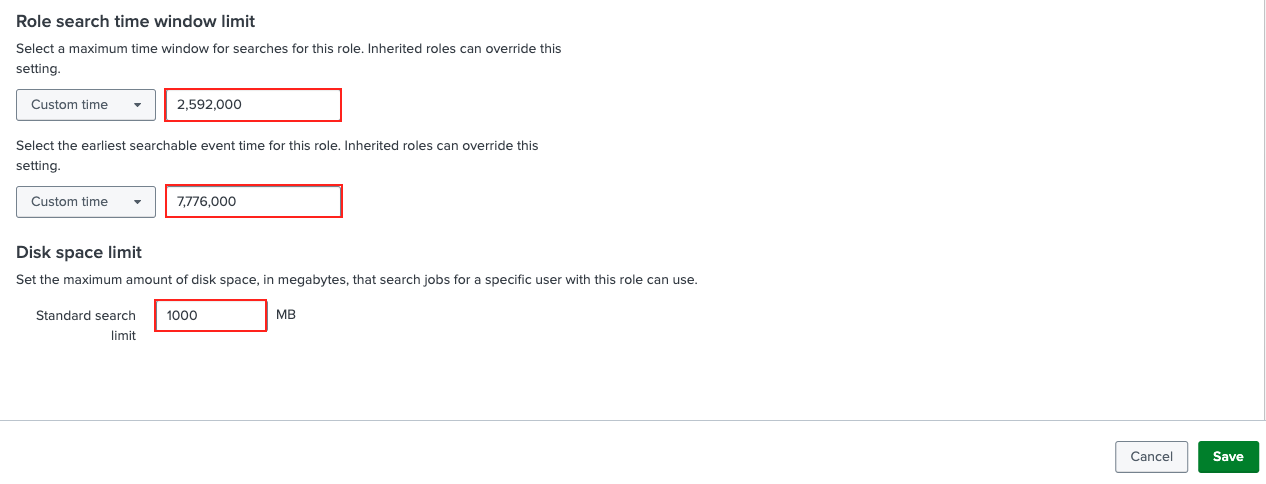 Role search time window limit
Select a maximum time window for searches for this role. Inherited roles can override this
setting.
Custom time 2,592,000
Select the earliest searchable event time for this role. Inherited roles can override this
setting.
Custom time 7,776,000
Disk space limit
Set the maximum amount of disk space, in megabytes, that search jobs for a specific user with this role can use.
Standard search 1000 MB
limit
Cancel Save